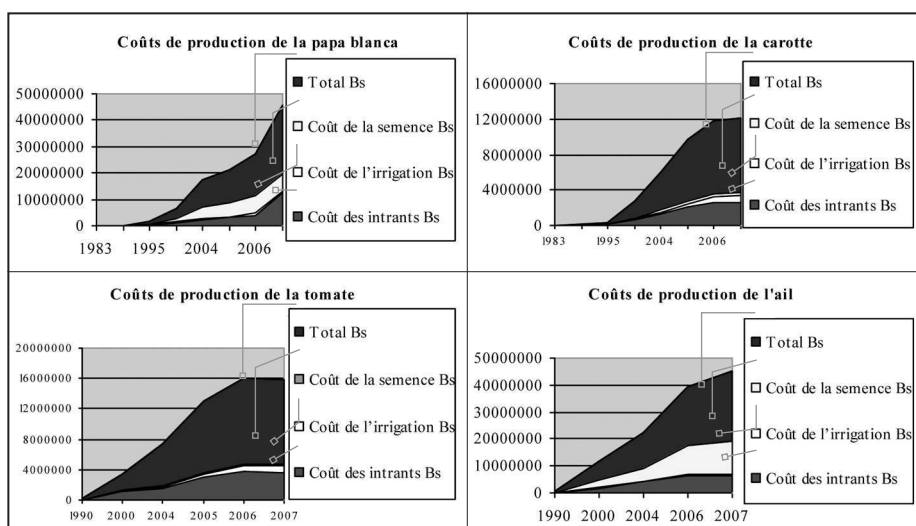 Coûts de production de la papa blanca
50000000
40000000
30000000
20000000
10000000
0
1983
1995
2004
2006
Total Bs
Coût de la semence Bs
Coût de l'irrigation Bs
Coût des intrants Bs
Coûts de production de la carotte
16000000
12000000
8000000
4000000
0
1983
1995
2004
2006
Total Bs
Coût de la semence Bs
Coût de l'irrigation Bs
Coût des intrants Bs
Coûts de production de la tomate
20000000
16000000
12000000
8000000
4000000
0
1990
2000
2004
2005
2006
2007
Total Bs
Coût de la semence Bs
Coût de l'irrigation Bs
Coût des intrants Bs
Coûts de production de l'ail
50000000
40000000
30000000
20000000
10000000
0
1990
2000
2004
2006
2007
Total Bs
Coût de la semence Bs
Coût de l'irrigation Bs
Coût des intrants Bs